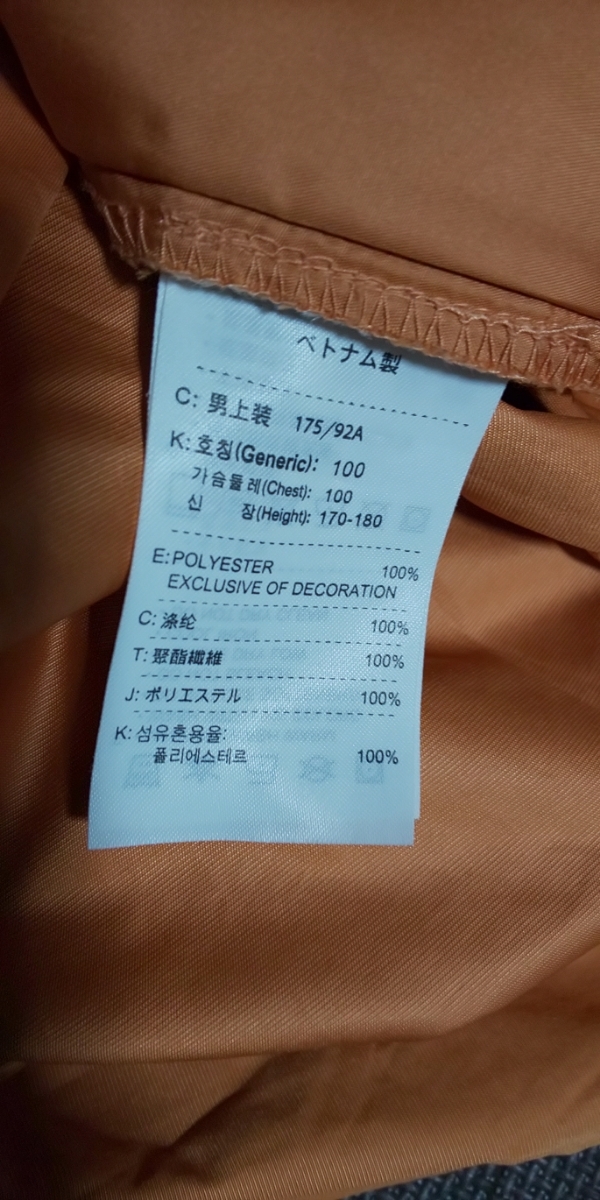 ベトナム製
C: 男上装 175/92A
K: 호칭(Generic): 100
가슴둘레(Chest): 100
신 장(Height): 170-180
E: POLYESTER 100%
EXCLUSIVE OF DECORATION
C: 涤纶 100%
T: 聚酯纖維 100%
J: ポリエステル 100%
K: 섬유혼용율:
폴리에스테르 100%